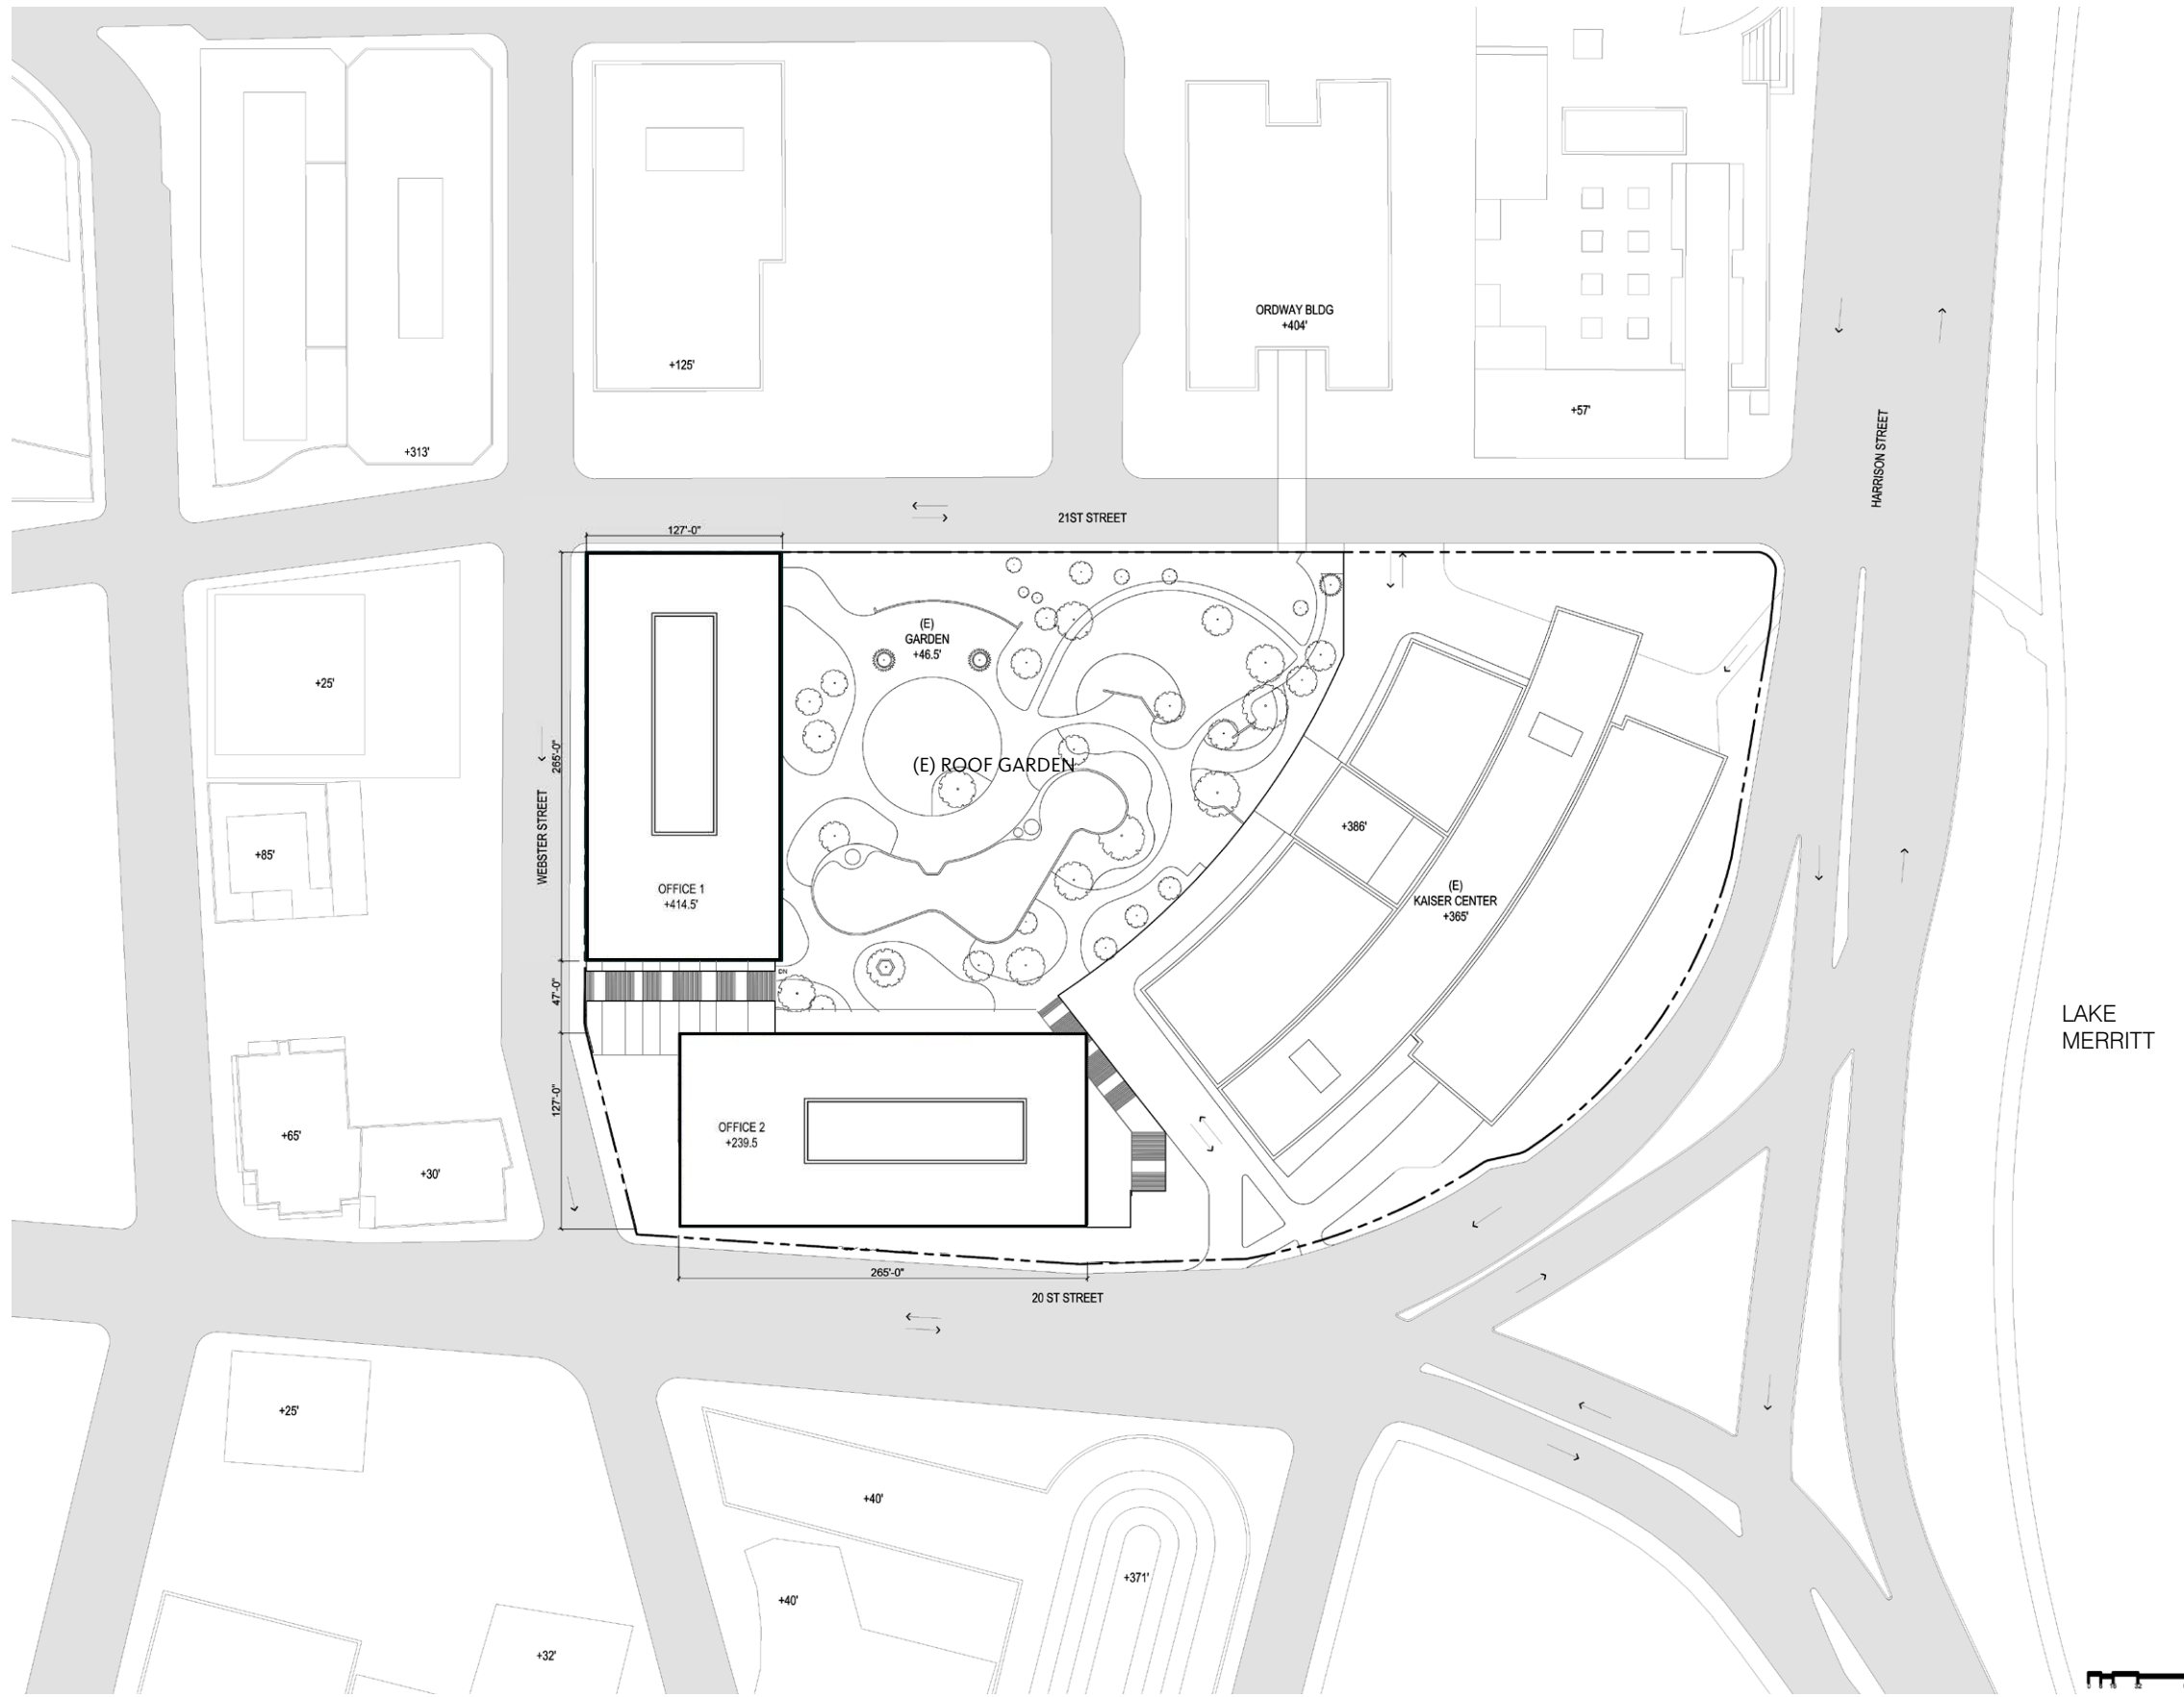 ORDWAY BLDG
+404'
+125'
+57'
+313'
HARRISON STREET
21ST STREET
127'-0"
(E)
GARDEN
+46.5'
+25'
265'-0"
(E) ROOF GARDEN
WEBSTER STREET
+386'
+85'
OFFICE 1
+414.5'
(E)
KAISER CENTER
+365'
DN
47'-0"
LAKE
MERRITT
127'-0"
OFFICE 2
+239.5
+65'
+30'
265'-0"
20 ST STREET
+25'
+40'
+371'
+40'
+32'